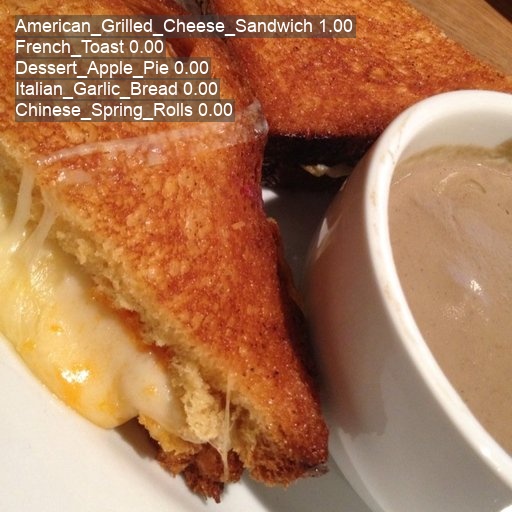 American_Grilled_Cheese_Sandwich 1.00
French_Toast 0.00
Dessert_Apple_Pie 0.00
Italian_Garlic_Bread 0.00
Chinese_Spring_Rolls 0.00